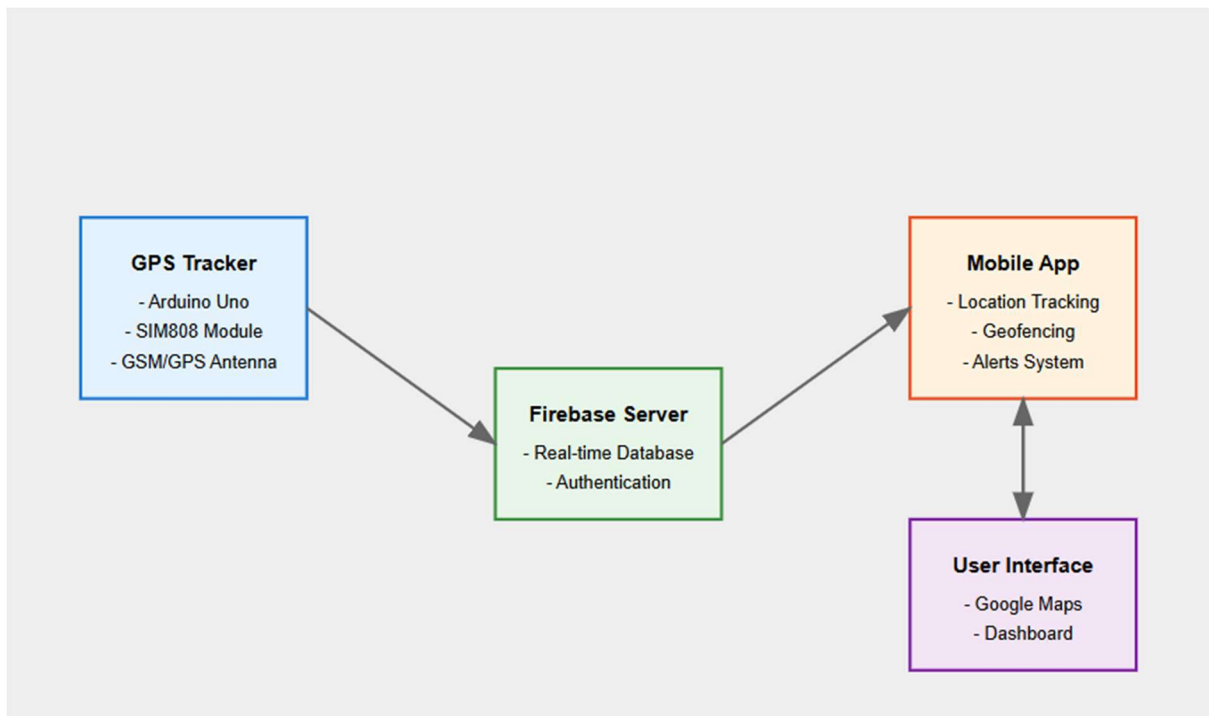 GPS Tracker
- Arduino Uno
- SIM808 Module
- GSM/GPS Antenna
Firebase Server
- Real-time Database
- Authentication
Mobile App
- Location Tracking
- Geofencing
- Alerts System
User Interface
- Google Maps
- Dashboard